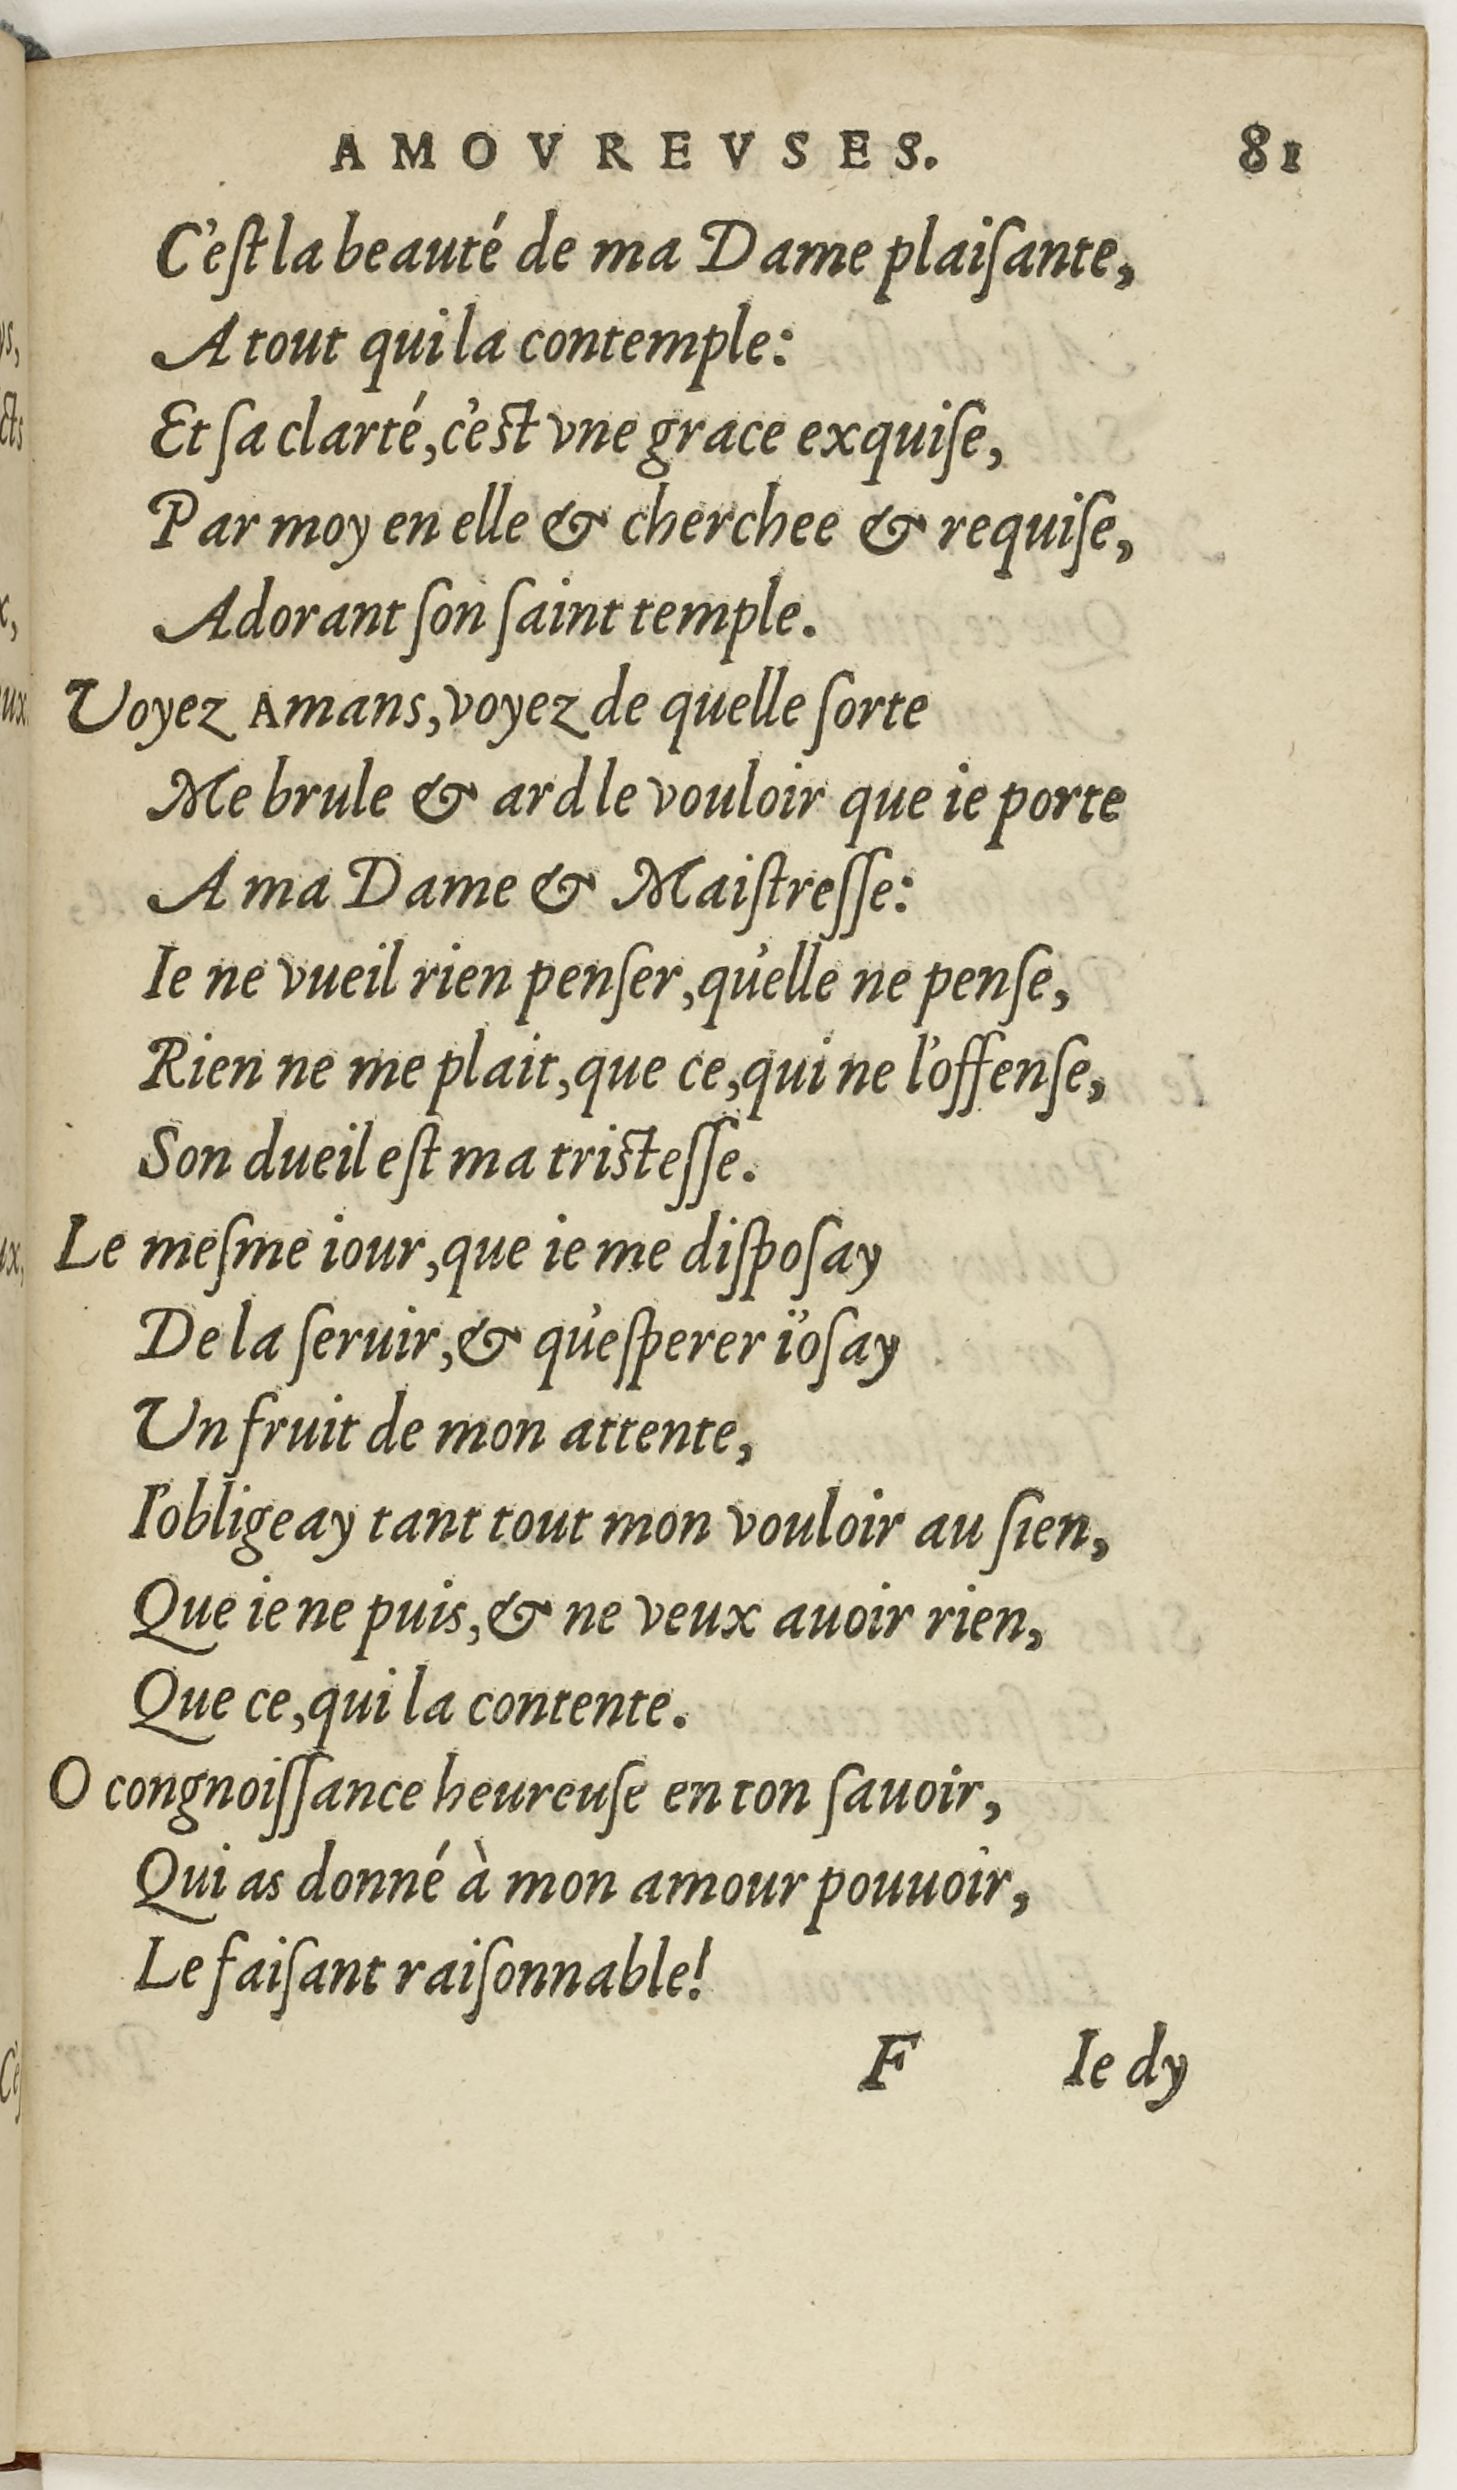 AMOVREVSES. 81
C'eſt la beauté de ma Dame plaiſante,
A tout qui la contemple:
Et ſa clarté, c'eſt vne grace exquiſe,
Par moy en elle & cherchee & requiſe,
Adorant ſon ſaint temple.
Voyez Amans, voyez de quelle ſorte
Me brule & ard le vouloir que ie porte
A ma Dame & Maiſtreſſe:
Ie ne vueil rien penſer, qu'elle ne penſe,
Rien ne me plait, que ce, qui ne l'offenſe,
Son dueil eſt ma triſteſſe.
Le meſme iour, que ie me diſpoſay
De la ſeruir, & qu'eſperer i'oſay
Un fruit de mon attente,
I'obligeay tant tout mon vouloir au ſien,
Que ie ne puis, & ne veux auoir rien,
Que ce, qui la contente.
O congnoiſſance heureuſe en ton ſauoir,
Qui as donné à mon amour pouuoir,
Le faiſant raiſonnable!
F Ie dy